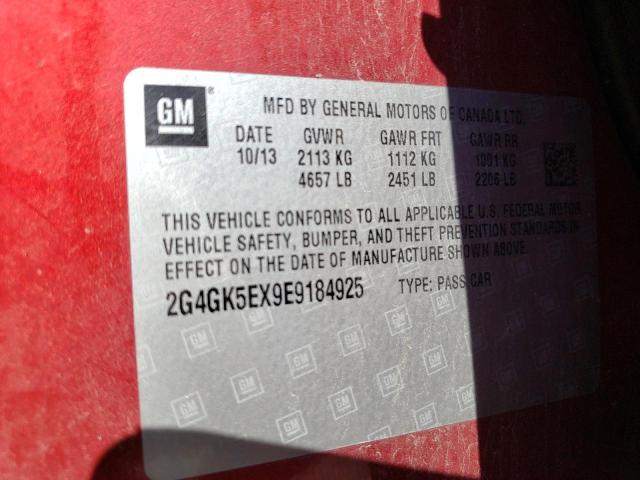 GM ® MFD BY GENERAL MOTORS OF CANADA LTD.
DATE GVWR GAWR FRT GAWR RR
10/13 2113 KG 1112 KG 1001 KG
4657 LB 2451 LB 2206 LB
THIS VEHICLE CONFORMS TO ALL APPLICABLE U.S. FEDERAL MOTOR
VEHICLE SAFETY, BUMPER, AND THEFT PREVENTION STANDARDS IN
EFFECT ON THE DATE OF MANUFACTURE SHOWN ABOVE.
2G4GK5EX9E9184925 TYPE: PASS CAR